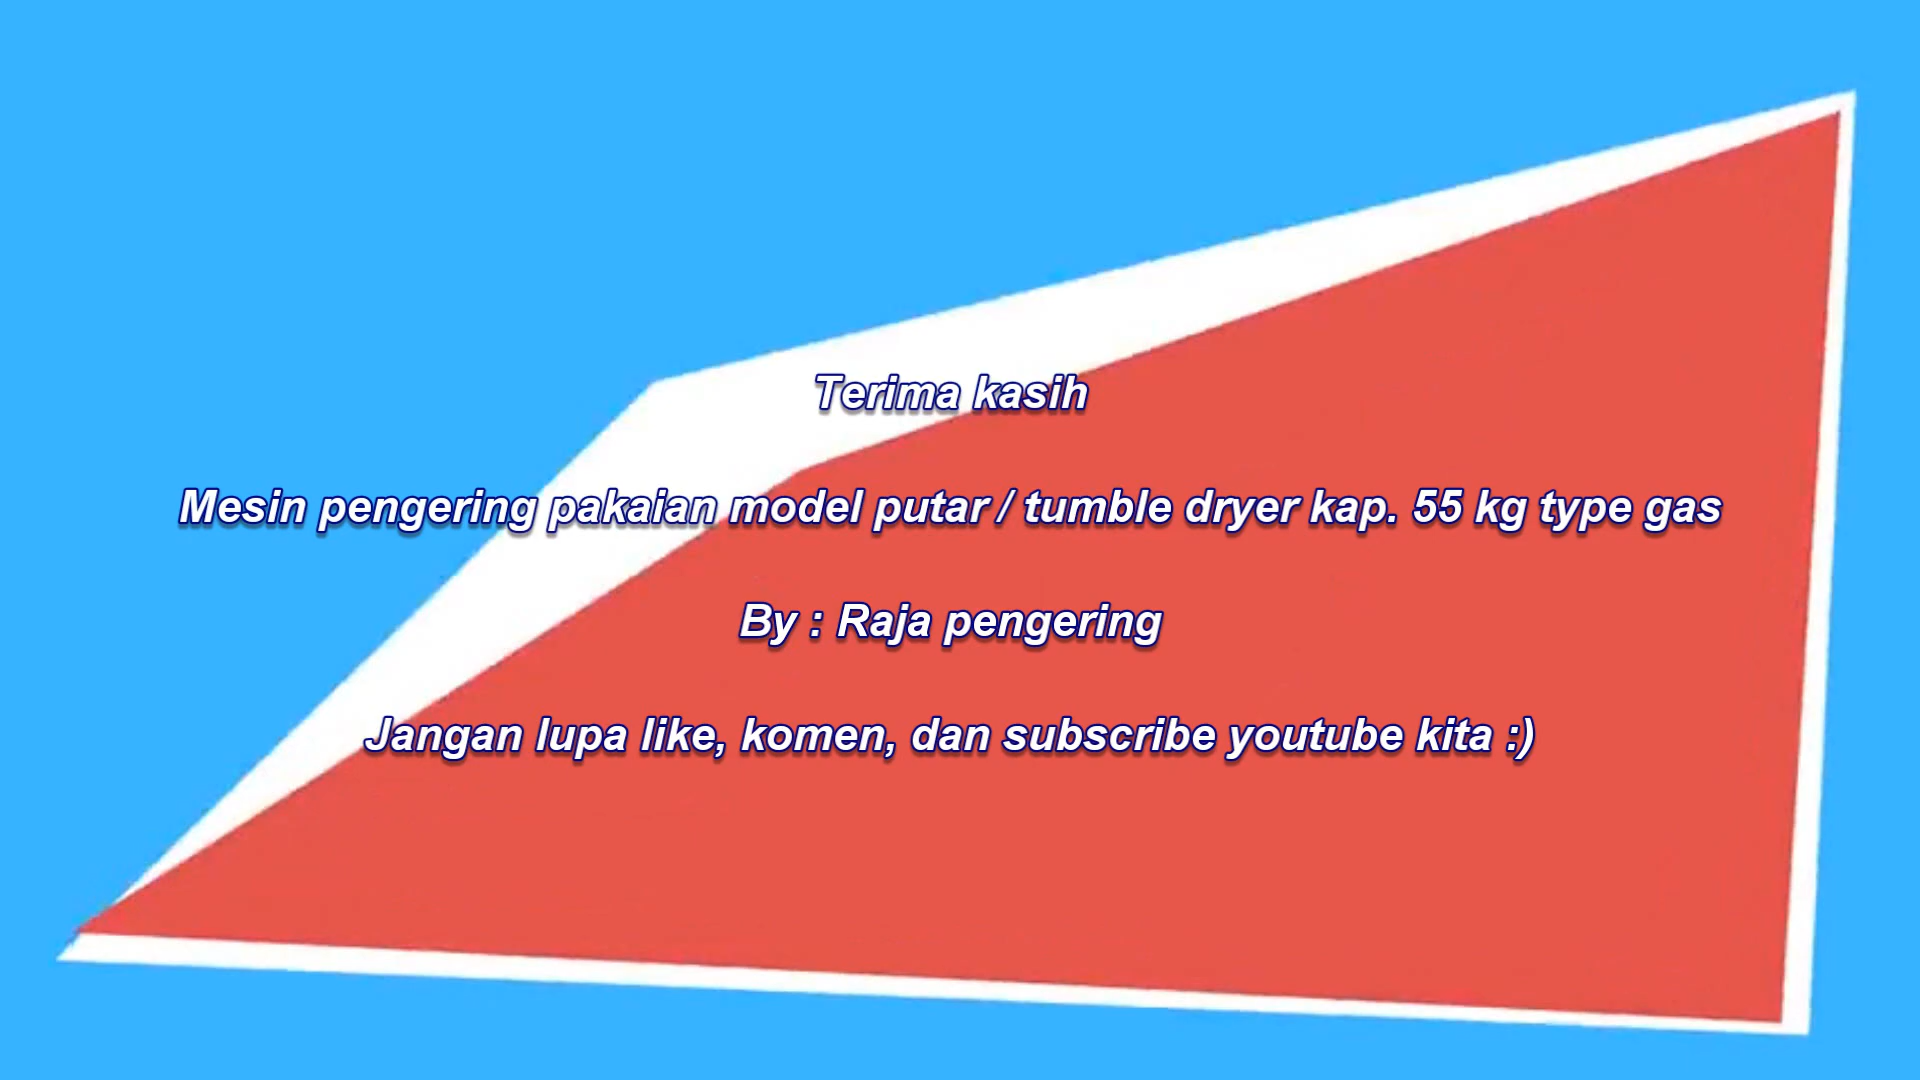 Terima kasih
Mesin pengering pakaian model putar / tumble dryer kap. 55 kg type gas
By : Raja pengering
Jangan lupa like, komen, dan subscribe youtube kita :)